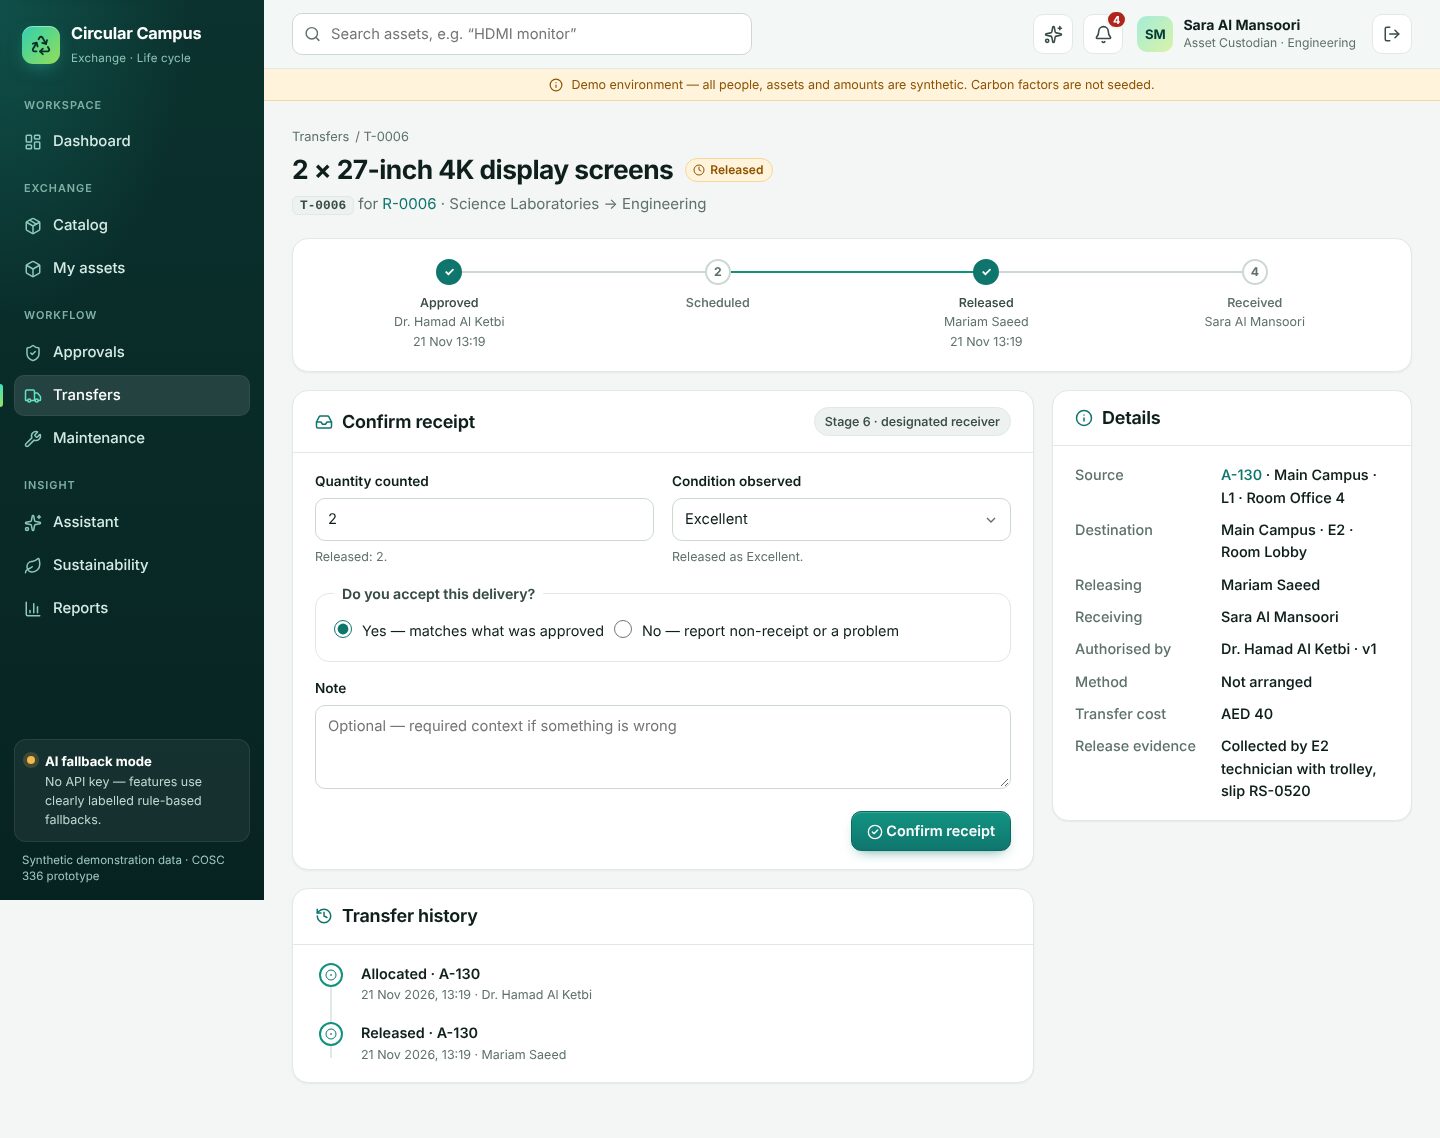 Circular Campus
Exchange · Life cycle
WORKSPACE
Dashboard
EXCHANGE
Catalog
My assets
WORKFLOW
Approvals
Transfers
Maintenance
INSIGHT
Assistant
Sustainability
Reports
AI fallback mode
No API key — features use
clearly labelled rule-based
fallbacks.
Synthetic demonstration data · COSC
336 prototype
Search assets, e.g. “HDMI monitor”
4
SM
Sara Al Mansoori
Asset Custodian · Engineering
Demo environment — all people, assets and amounts are synthetic. Carbon factors are not seeded.
Transfers / T-0006
2 × 27-inch 4K display screens
Released
T-0006 for R-0006 · Science Laboratories → Engineering
2
4
Approved
Scheduled
Released
Received
Dr. Hamad Al Ketbi
Mariam Saeed
Sara Al Mansoori
21 Nov 13:19
21 Nov 13:19
Confirm receipt
Stage 6 · designated receiver
Quantity counted
Condition observed
2
Excellent
Released: 2.
Released as Excellent.
Do you accept this delivery?
Yes — matches what was approved
No — report non-receipt or a problem
Note
Optional — required context if something is wrong
Confirm receipt
Transfer history
Allocated · A-130
21 Nov 2026, 13:19 · Dr. Hamad Al Ketbi
Released · A-130
21 Nov 2026, 13:19 · Mariam Saeed
Details
Source
A-130 · Main Campus ·
L1 · Room Office 4
Destination
Main Campus · E2 ·
Room Lobby
Releasing
Mariam Saeed
Receiving
Sara Al Mansoori
Authorised by
Dr. Hamad Al Ketbi · v1
Method
Not arranged
Transfer cost
AED 40
Release evidence
Collected by E2
technician with trolley,
slip RS-0520